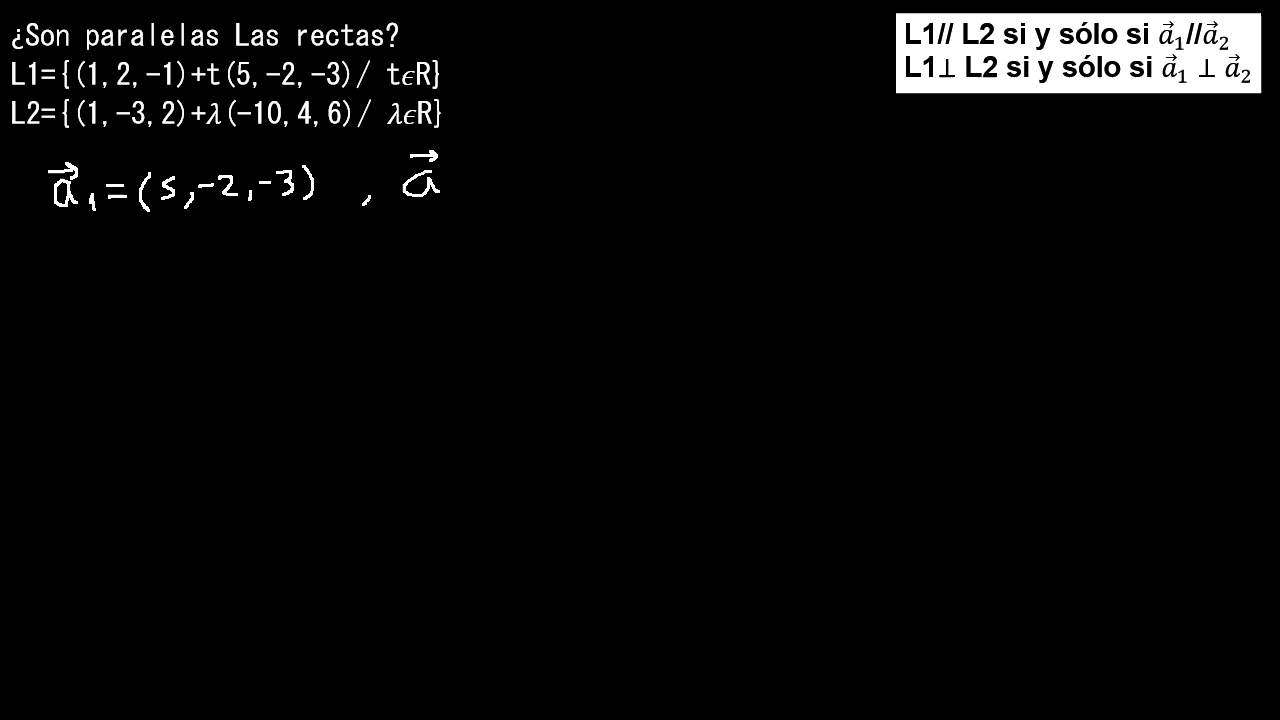 ¿Son paralelas Las rectas?
L1={(1,2,-1)+t(5,-2,-3)/ tϵR}
L2={(1,-3,2)+λ(-10,4,6)/ λϵR}
L1// L2 si y sólo si a⃗₁//a⃗₂
L1⊥ L2 si y sólo si a⃗₁ ⊥ a⃗₂
a⃗₁=(5,-2,-3) , a⃗